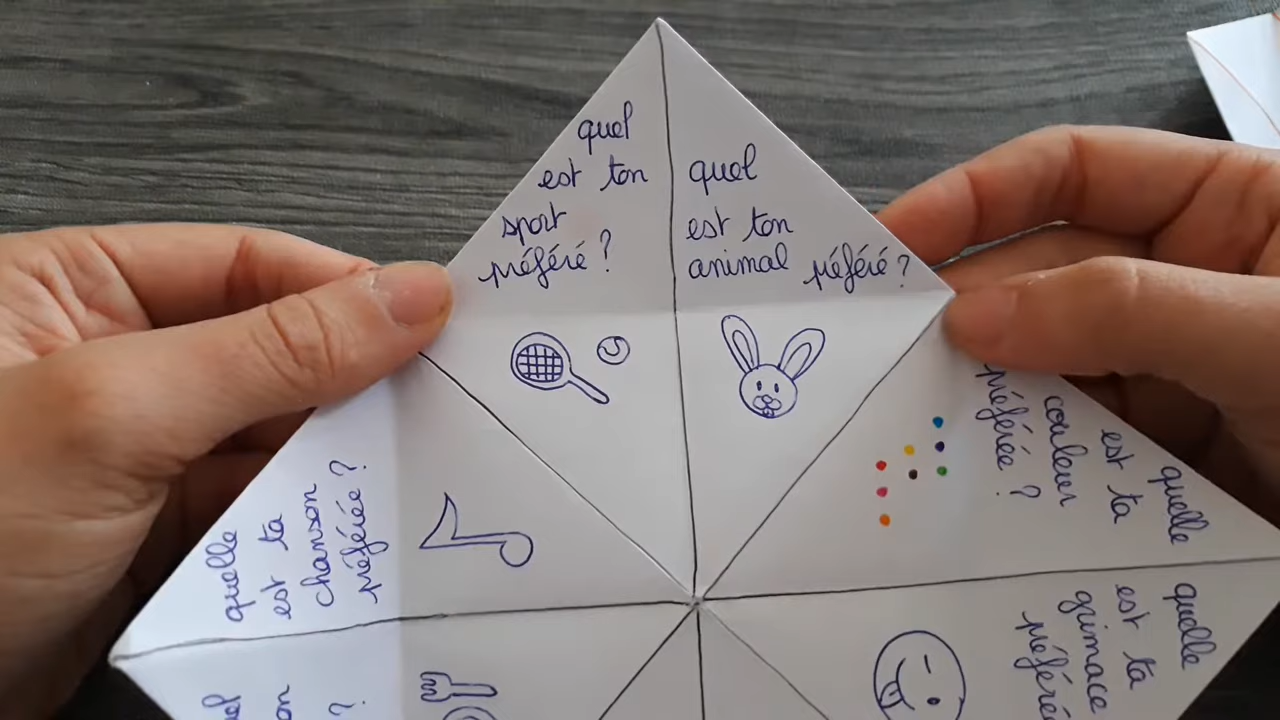 quel
est ton
sport
préféré ?
quel
est ton
animal préféré ?
quelle
est ta
couleur
préférée ?
quelle
est ta
chanson
préférée ?
quelle
est ta
grimace